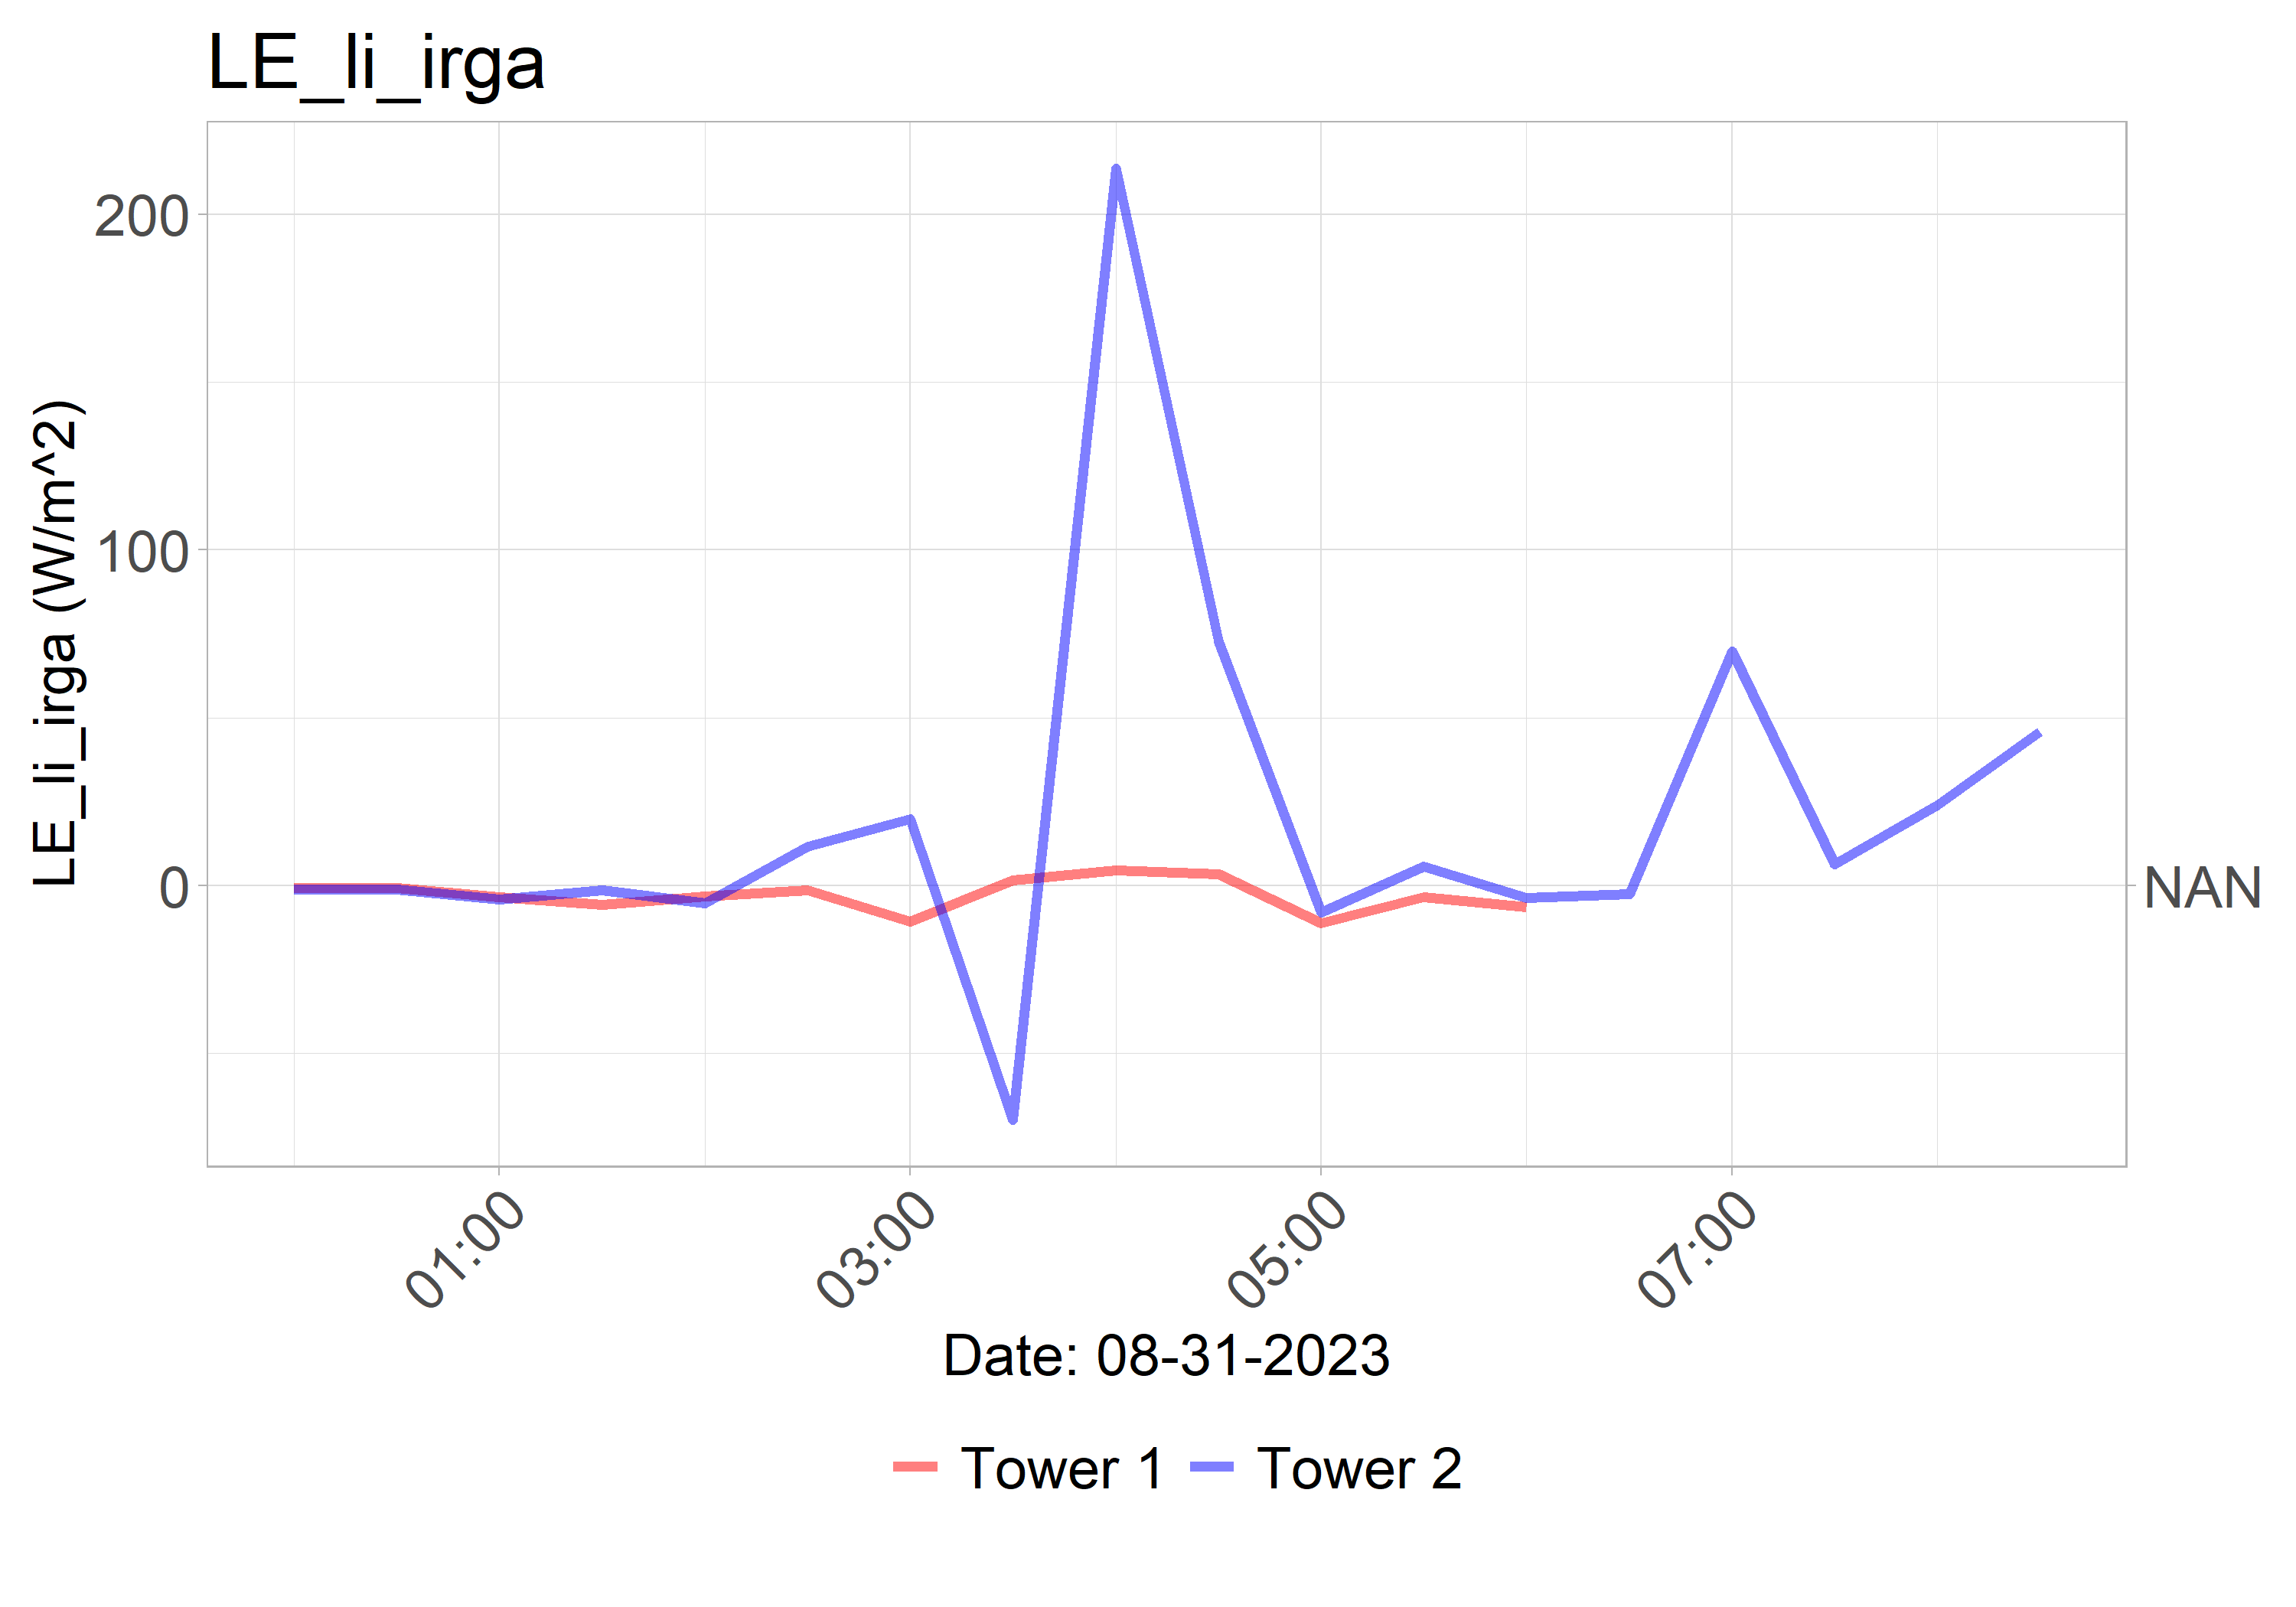 LE_li_irga
LE_li_irga (W/m^2)
200
100
0
NAN
01:00
03:00
05:00
07:00
Date: 08-31-2023
Tower 1
Tower 2